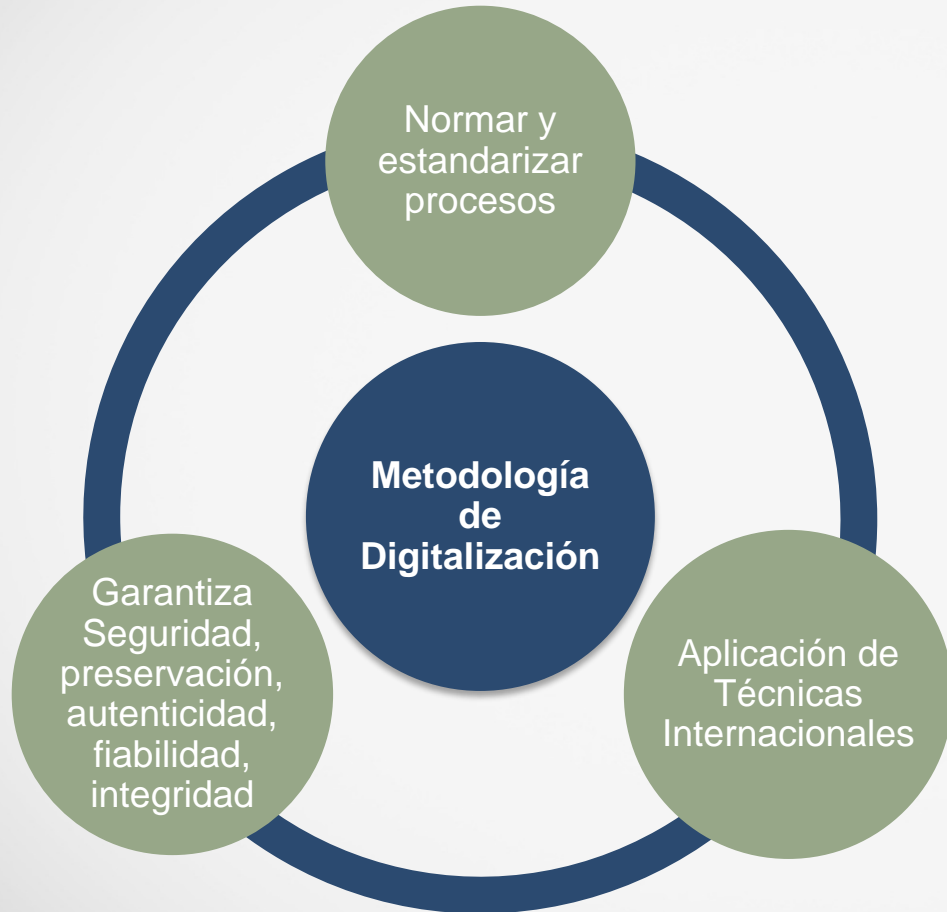 Normar y
estandarizar
procesos
Metodología
de
Digitalización
Garantiza
Seguridad,
preservación,
autenticidad,
fiabilidad,
integridad
Aplicación de
Técnicas
Internacionales